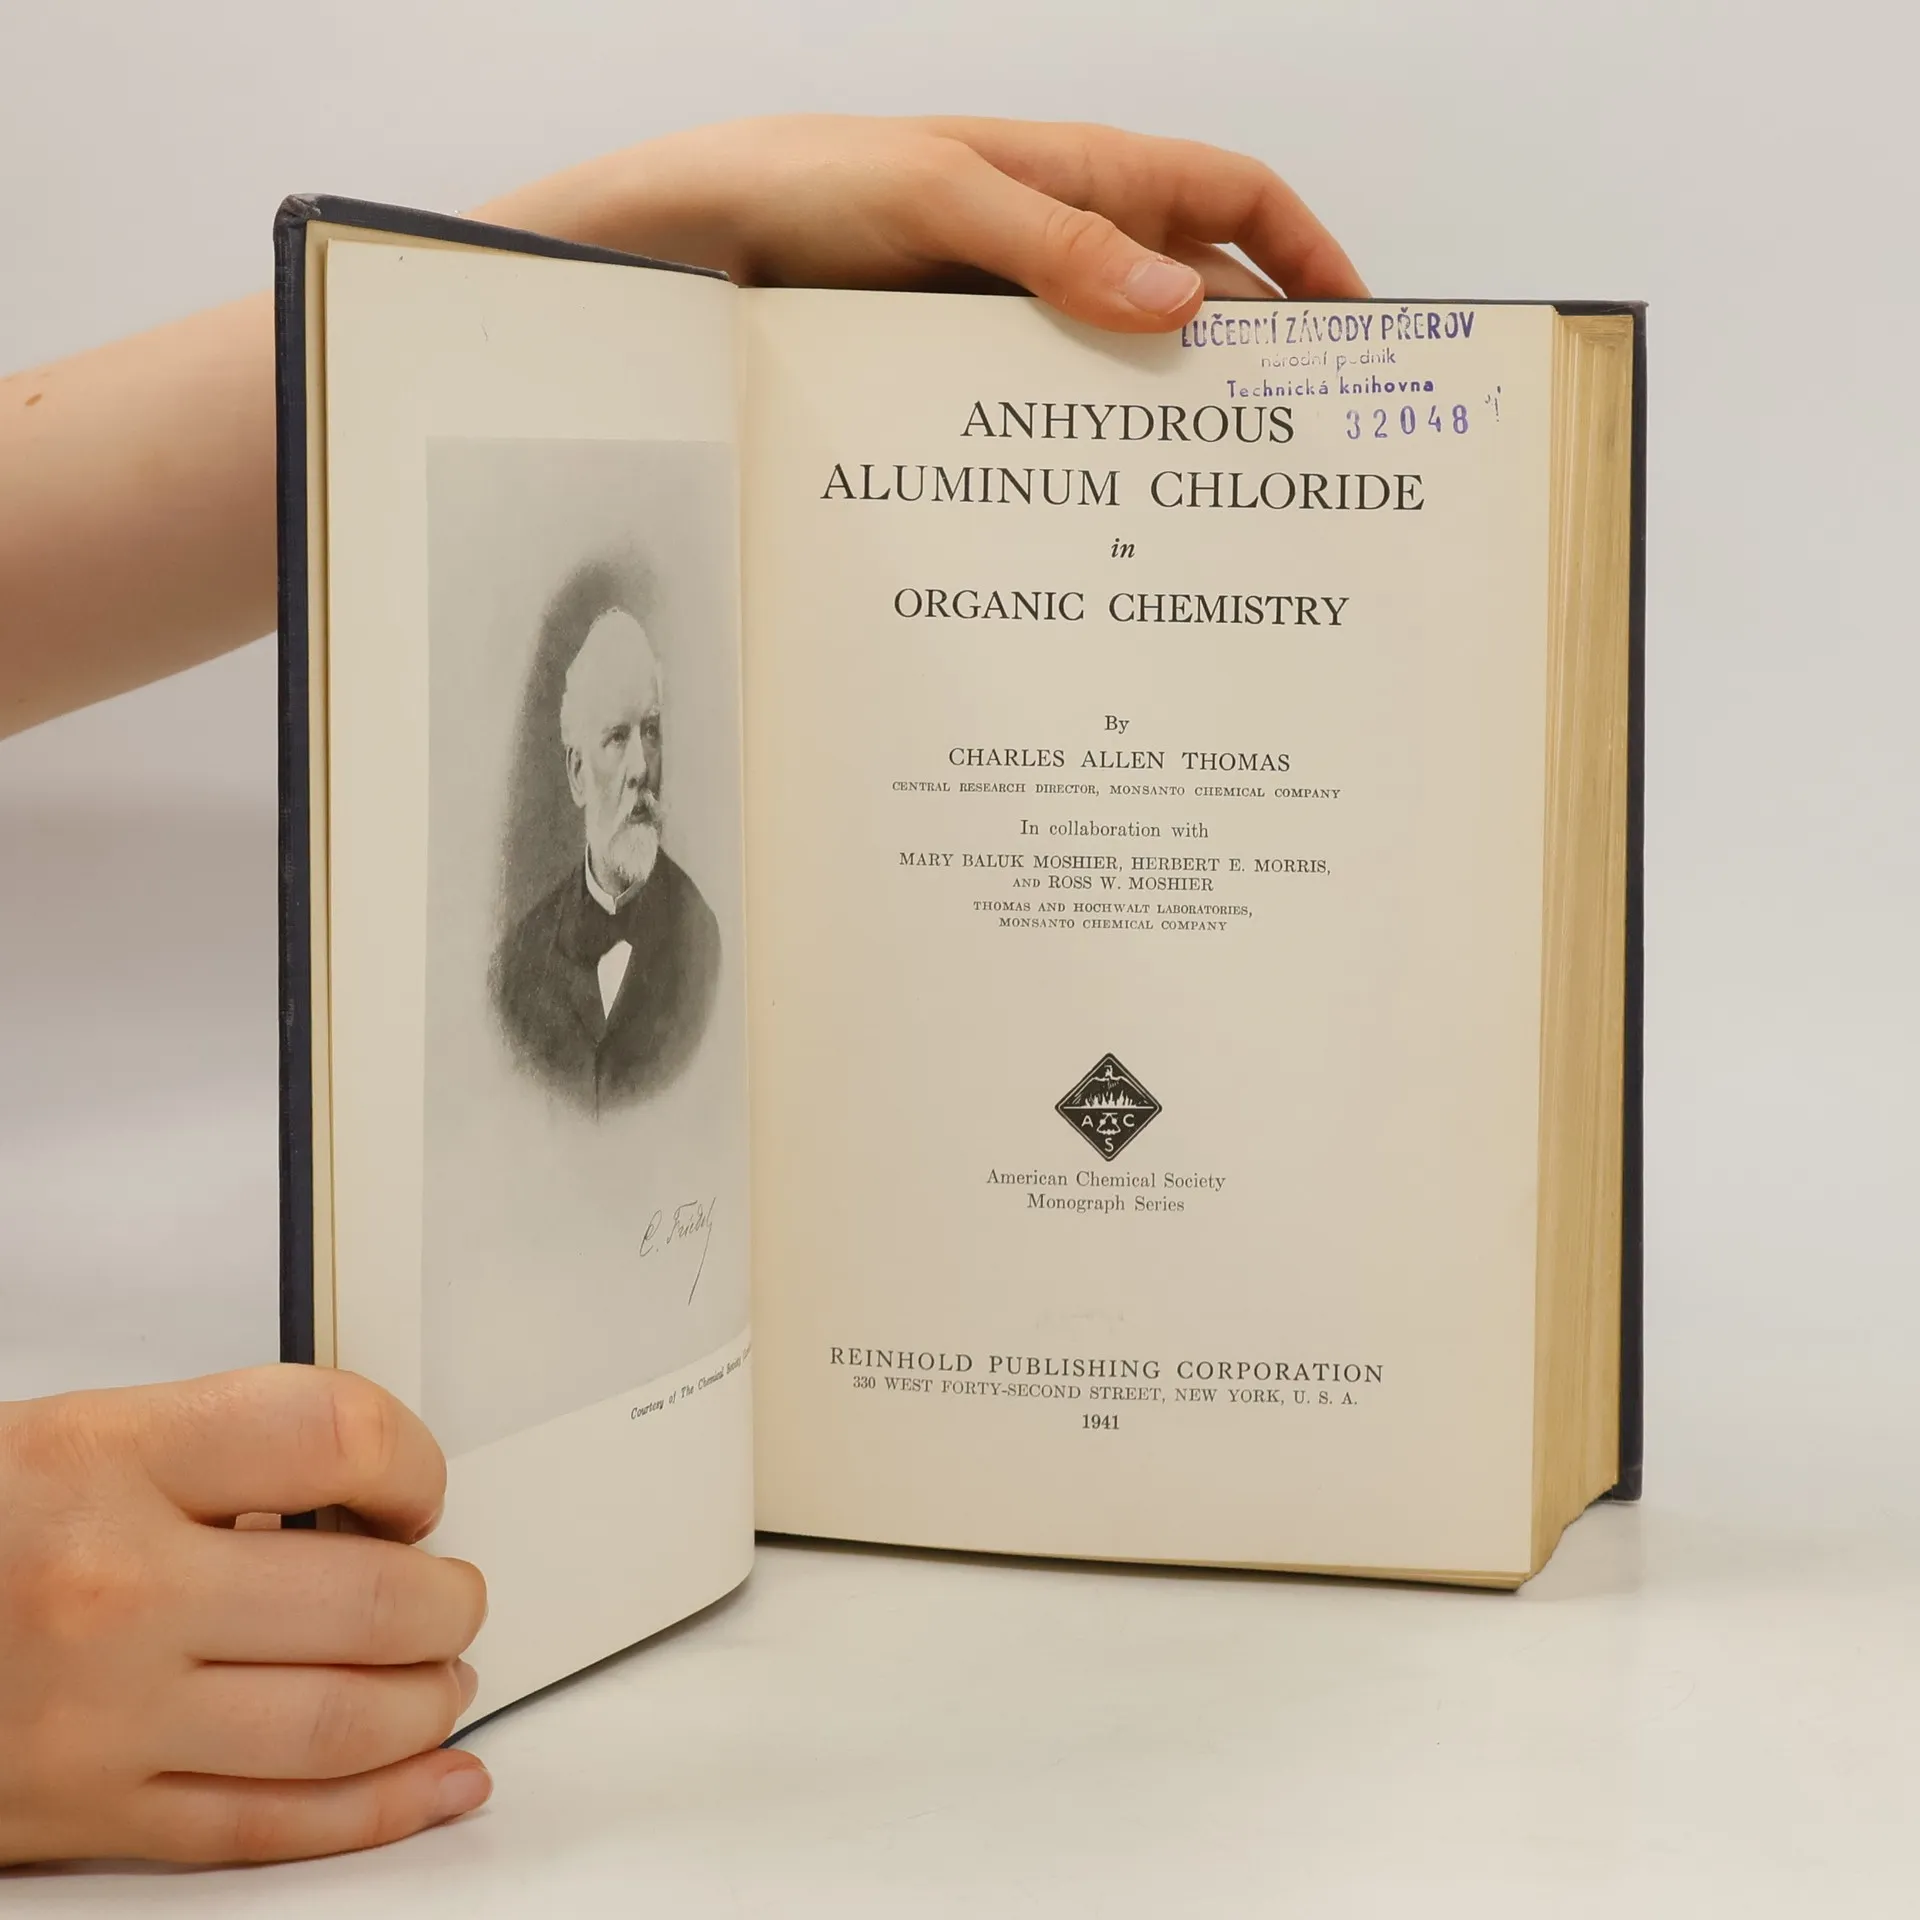 C. Friedel
Courtesy of The Chemical Society
LUČEBNÍ ZÁVODY PŘEROV
národní podnik
Technická knihovna
32048
ANHYDROUS
ALUMINUM CHLORIDE
in
ORGANIC CHEMISTRY
By
CHARLES ALLEN THOMAS
CENTRAL RESEARCH DIRECTOR, MONSANTO CHEMICAL COMPANY
In collaboration with
MARY BALUK MOSHIER, HERBERT E. MORRIS,
AND ROSS W. MOSHIER
THOMAS AND HOCHWALT LABORATORIES,
MONSANTO CHEMICAL COMPANY
A C
S
American Chemical Society
Monograph Series
REINHOLD PUBLISHING CORPORATION
330 WEST FORTY-SECOND STREET, NEW YORK, U. S. A.
1941